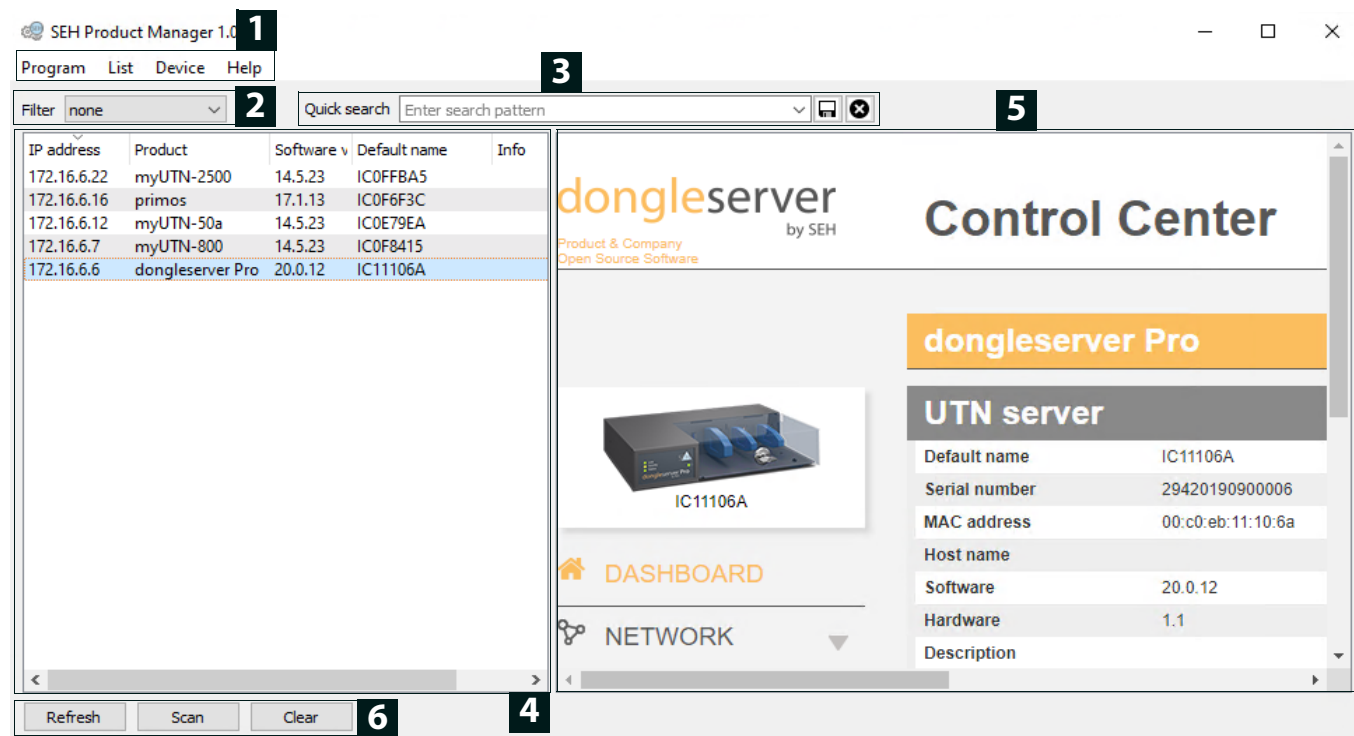 SEH Product Manager 1.0
1
Program List Device Help
3
Filter none
2
Quick search Enter search pattern
5
IP address Product Software v Default name Info
172.16.6.22 myUTN-2500 14.5.23 IC0FFBA5
172.16.6.16 primos 17.1.13 IC0F6F3C
172.16.6.12 myUTN-50a 14.5.23 IC0E79EA
172.16.6.7 myUTN-800 14.5.23 IC0F8415
172.16.6.6 dongleserver Pro 20.0.12 IC11106A
dongleserver
by SEH
Product & Company
Open Source Software
Control Center
dongleserver Pro
IC11106A
DASHBOARD
NETWORK
UTN server
Default name IC11106A
Serial number 29420190900006
MAC address 00:c0:eb:11:10:6a
Host name
Software 20.0.12
Hardware 1.1
Description
4
Refresh Scan Clear
6